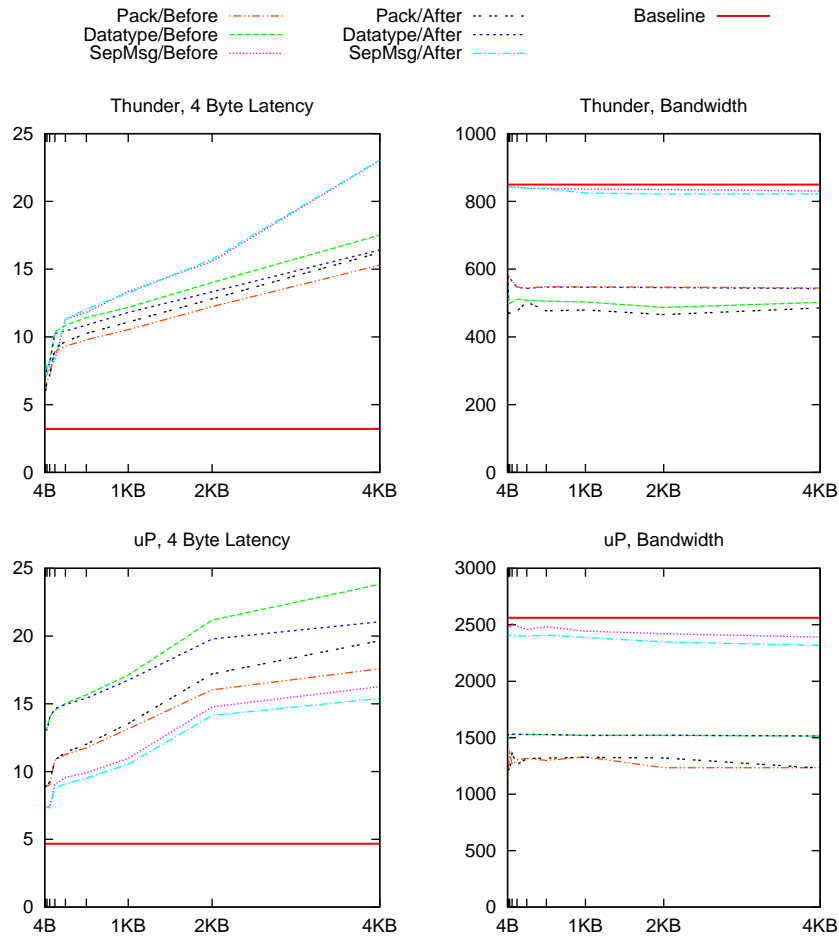 Pack/Before Pack/After Baseline
Datatype/Before Datatype/After
SepMsg/Before SepMsg/After
Thunder, 4 Byte Latency
25
20
15
10
5
0
4B 1KB 2KB 4KB
Thunder, Bandwidth
1000
800
600
400
200
0
4B 1KB 2KB 4KB
uP, 4 Byte Latency
25
20
15
10
5
0
4B 1KB 2KB 4KB
uP, Bandwidth
3000
2500
2000
1500
1000
500
0
4B 1KB 2KB 4KB